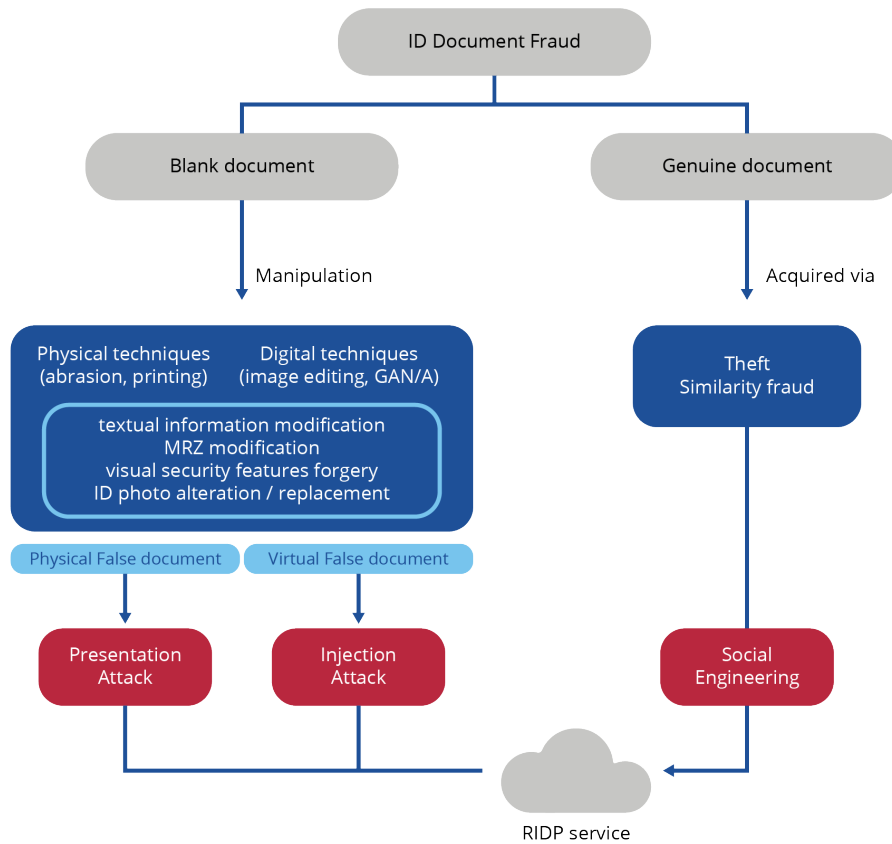 ID Document Fraud
Blank document
Genuine document
Manipulation
Acquired via
Physical techniques
(abrasion, printing)
Digital techniques
(image editing, GAN/A)
textual information modification
MRZ modification
visual security features forgery
ID photo alteration / replacement
Theft
Similarity fraud
Physical False document
Virtual False document
Presentation
Attack
Injection
Attack
Social
Engineering
RIDP service